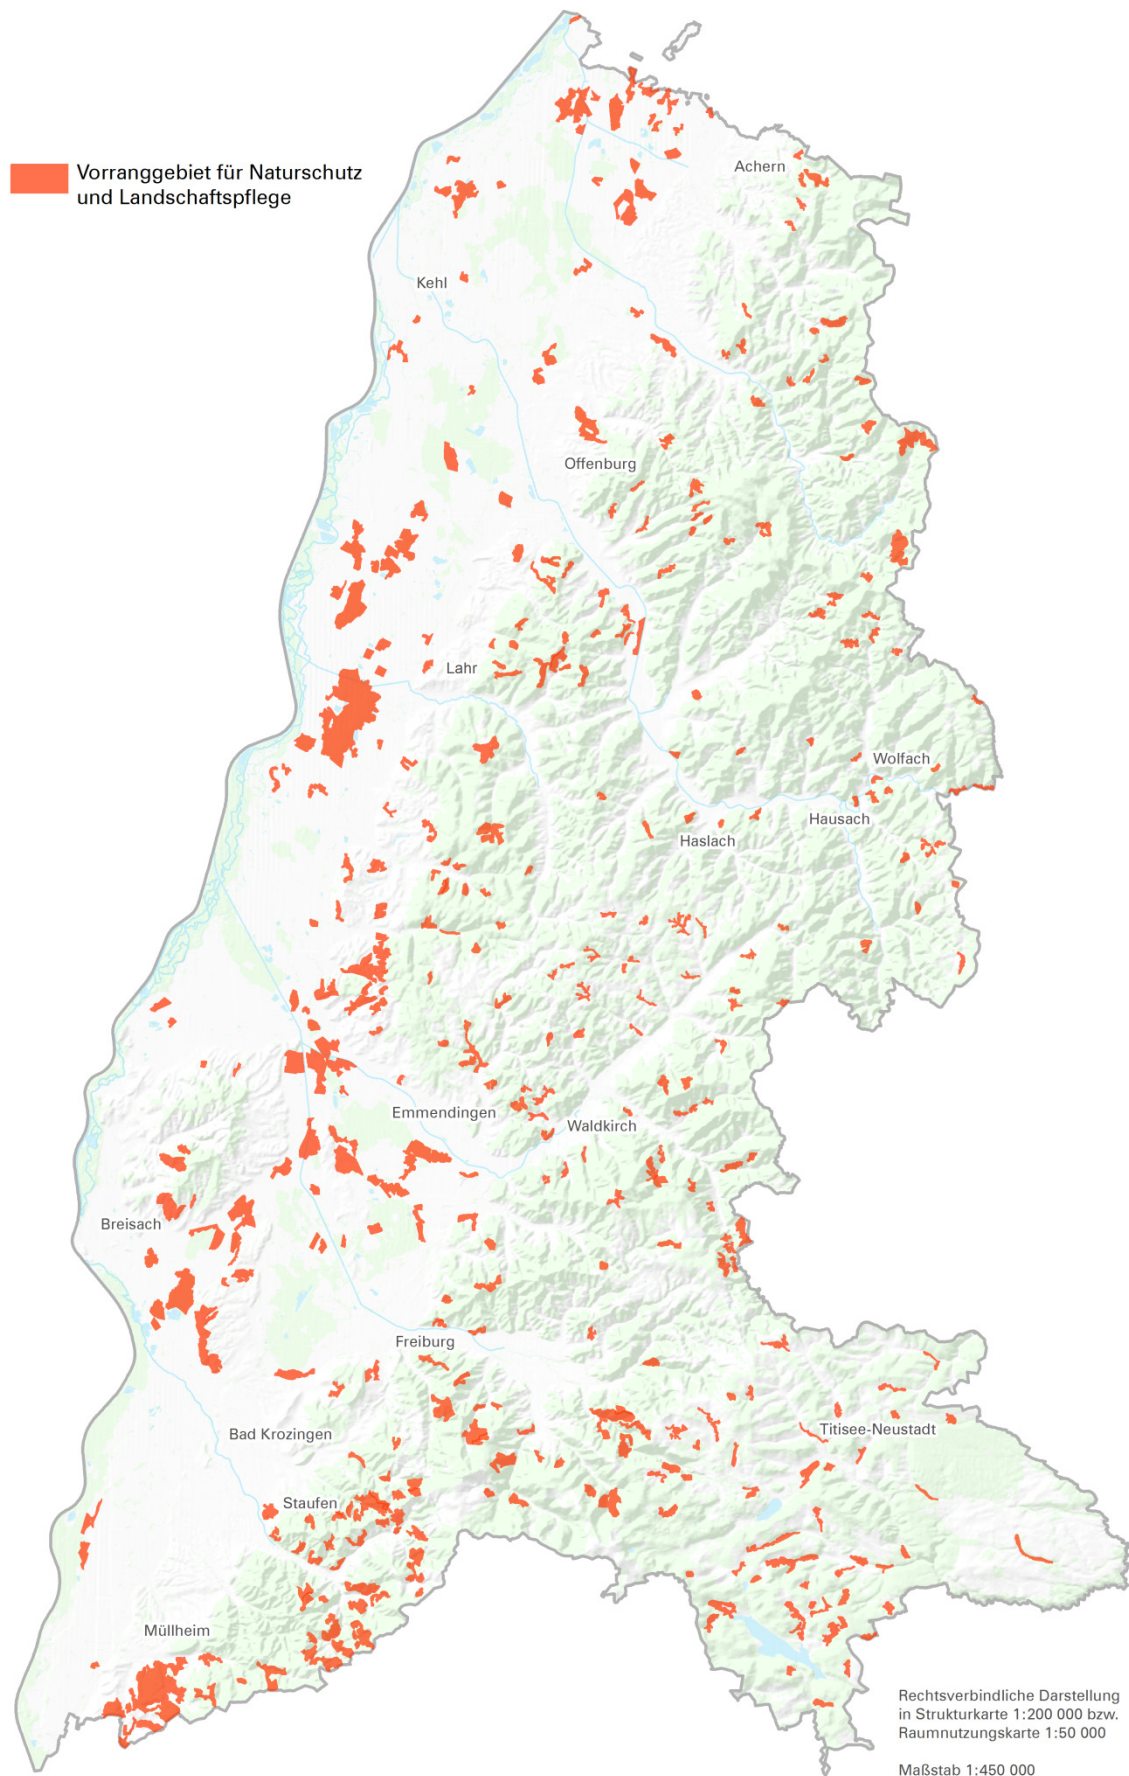 Vorranggebiet für Naturschutz
und Landschaftspflege
Achern
Kehl
Offenburg
Lahr
Wolfach
Hausach
Haslach
Emmendingen
Waldkirch
Breisach
Freiburg
Titisee-Neustadt
Bad Krozingen
Staufen
Müllheim
Rechtsverbindliche Darstellung
in Strukturkarte 1:200 000 bzw.
Raumnutzungskarte 1:50 000
Maßstab 1:450 000